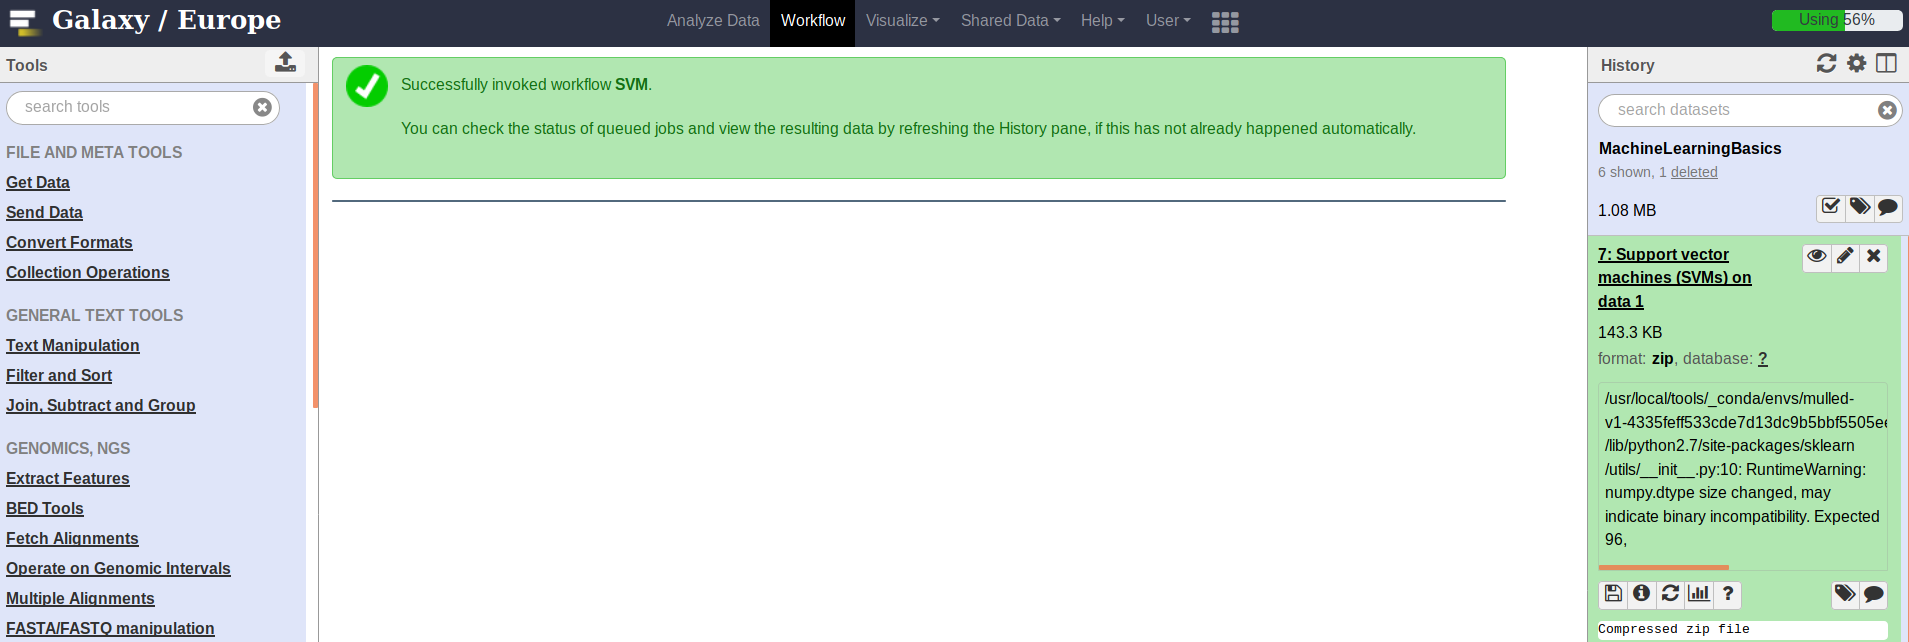 Galaxy / Europe
Analyze Data Workflow Visualize Shared Data Help User
Using 56%
Tools
search tools
FILE AND META TOOLS
Get Data
Send Data
Convert Formats
Collection Operations
GENERAL TEXT TOOLS
Text Manipulation
Filter and Sort
Join, Subtract and Group
GENOMICS, NGS
Extract Features
BED Tools
Fetch Alignments
Operate on Genomic Intervals
Multiple Alignments
FASTA/FASTQ manipulation
Successfully invoked workflow SVM.
You can check the status of queued jobs and view the resulting data by refreshing the History pane, if this has not already happened automatically.
History
search datasets
MachineLearningBasics
6 shown, 1 deleted
1.08 MB
7: Support vector
machines (SVMs) on
data 1
143.3 KB
format: zip, database: ?
/usr/local/tools/_conda/envs/mulled-
v1-4335feff533cde7d13dc9b5bbf5505ee
/lib/python2.7/site-packages/sklearn
/utils/__init__.py:10: RuntimeWarning:
numpy.dtype size changed, may
indicate binary incompatibility. Expected
96,
?
Compressed zip file